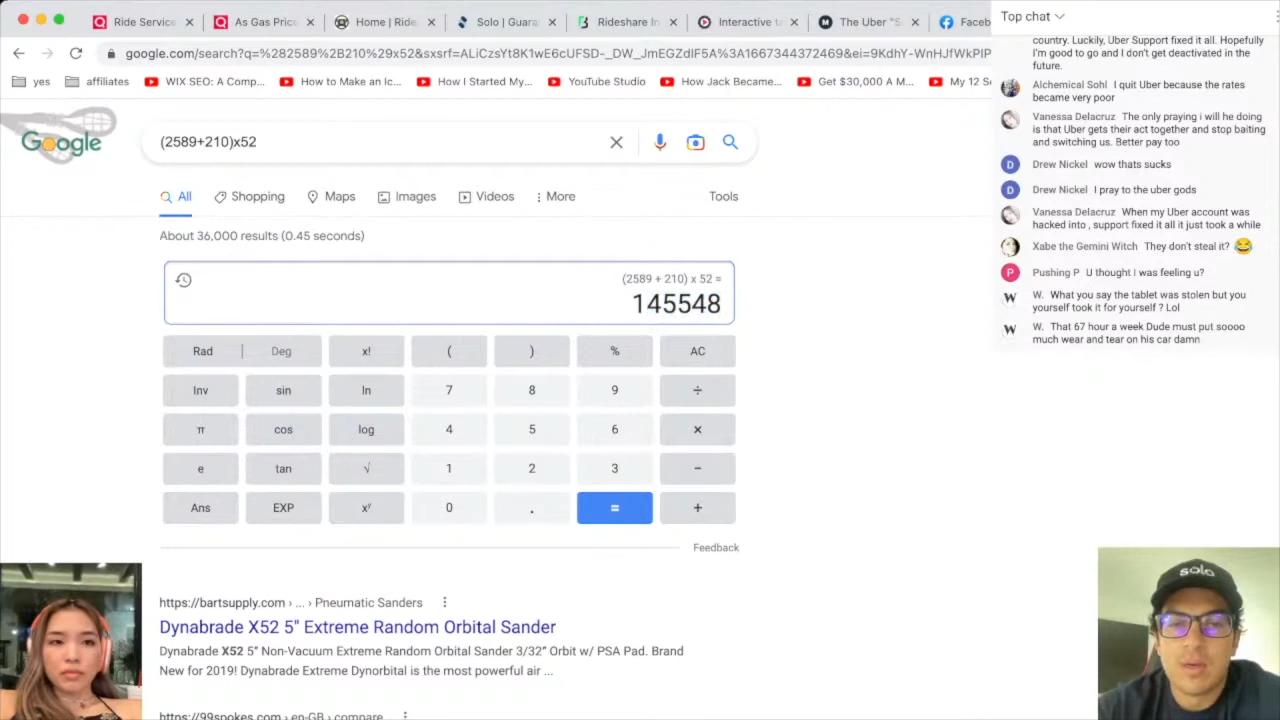 Ride Service
As Gas Price
Home | Ride
Solo | Guara
Rideshare In
Interactive ta
The Uber "S
Faceb
google.com/search?q=%282589%2B210%29x52&sxsrf=ALiCzsYt8K1wE6cUFSD-_DW_JmEGZdIF5A%3A1667344372469&ei=9KdhY-WnHJfWkPIP
yes
affiliates
WIX SEO: A Comp...
How to Make an Ic...
How I Started My...
YouTube Studio
How Jack Became...
Get $30,000 A M...
My 12 S
Google
(2589+210)x52
All
Shopping
Maps
Images
Videos
More
Tools
About 36,000 results (0.45 seconds)
(2589 + 210) x 52 =
145548
Rad | Deg x! ( ) % AC
Inv sin ln 7 8 9 ÷
π cos log 4 5 6 ×
e tan √ 1 2 3 −
Ans EXP xʸ 0 . = +
Feedback
https://bartsupply.com › ... › Pneumatic Sanders
Dynabrade X52 5" Extreme Random Orbital Sander
Dynabrade X52 5" Non-Vacuum Extreme Random Orbital Sander 3/32" Orbit w/ PSA Pad. Brand
New for 2019! Dynabrade Extreme Dynorbital is the most powerful air ...
https://99spokes.com › en-GB › compare
Top chat
country. Luckily, Uber Support fixed it all. Hopefully
I'm good to go and I don't get deactivated in the
future.
Alchemical Sohl I quit Uber because the rates
became very poor
Vanessa Delacruz The only praying i will he doing
is that Uber gets their act together and stop baiting
and switching us. Better pay too
D Drew Nickel wow thats sucks
D Drew Nickel I pray to the uber gods
Vanessa Delacruz When my Uber account was
hacked into , support fixed it all it just took a while
Xabe the Gemini Witch They don't steal it? 😂
P Pushing P U thought I was feeling u?
W W. What you say the tablet was stolen but you
yourself took it for yourself ? Lol
W W. That 67 hour a week Dude must put soooo
much wear and tear on his car damn
solo